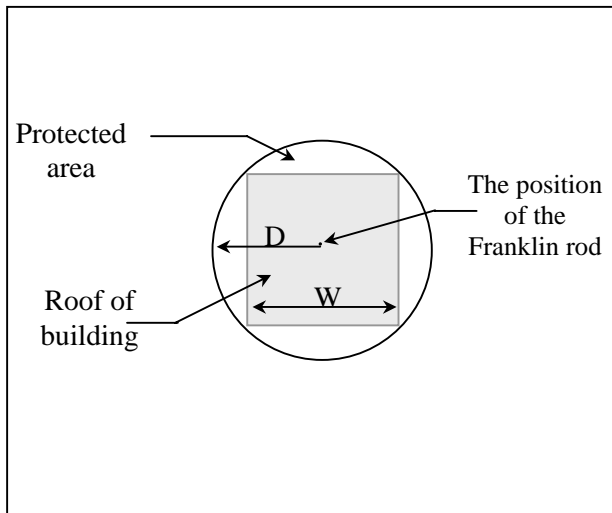 Protected
area
The position
of the
Franklin rod
D
Roof of
building
W